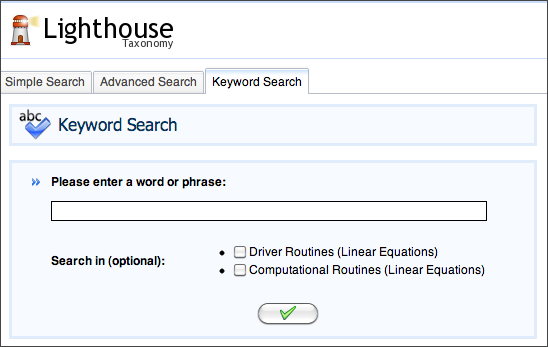 Lighthouse
Taxonomy
Simple Search
Advanced Search
Keyword Search
abc
Keyword Search
Please enter a word or phrase:
Search in (optional):
Driver Routines (Linear Equations)
Computational Routines (Linear Equations)